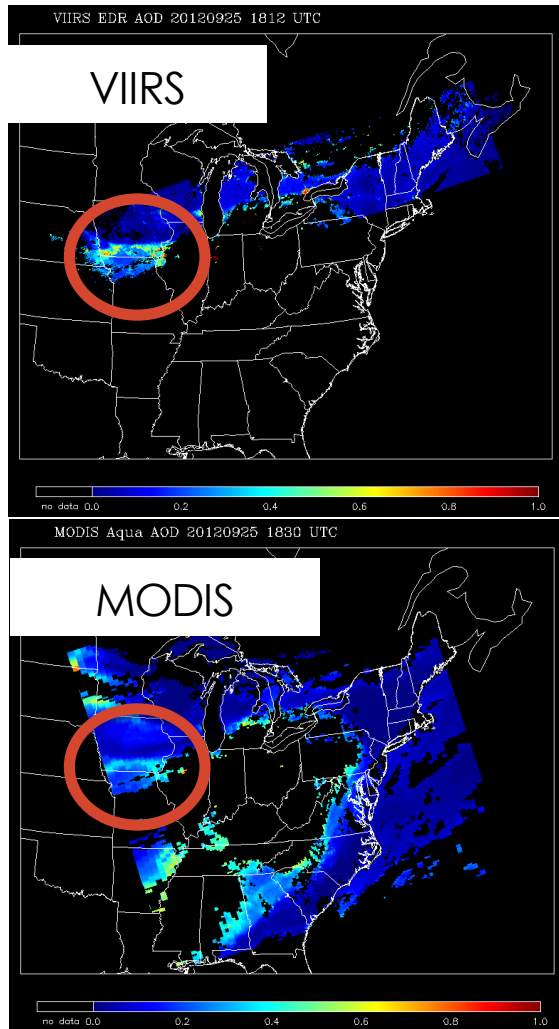 VIIRS EDR AOD 20120925 1812 UTC
VIIRS
no data 0.0 0.2 0.4 0.6 0.8 1.0
MODIS Aqua AOD 20120925 1830 UTC
MODIS
no data 0.0 0.2 0.4 0.6 0.8 1.0